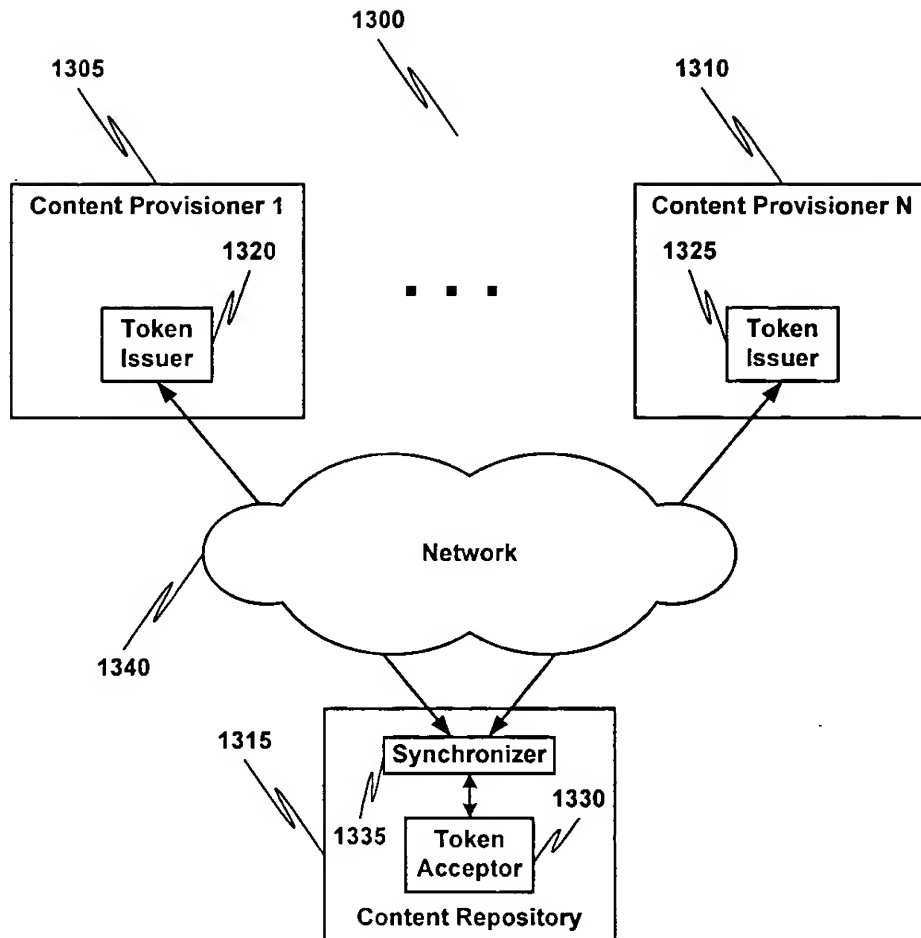 1300
1305
1310
Content Provisioner 1
Content Provisioner N
1320
1325
Token
Issuer
Token
Issuer
Network
1340
1315
Synchronizer
1335
1330
Token
Acceptor
Content Repository